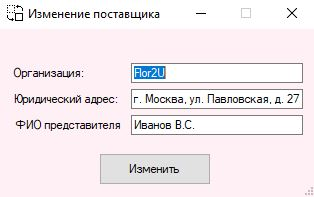 Изменение поставщика
Организация: Flor2U
Юридический адрес: г. Москва, ул. Павловская, д. 27
ФИО представителя Иванов В.С.
Изменить